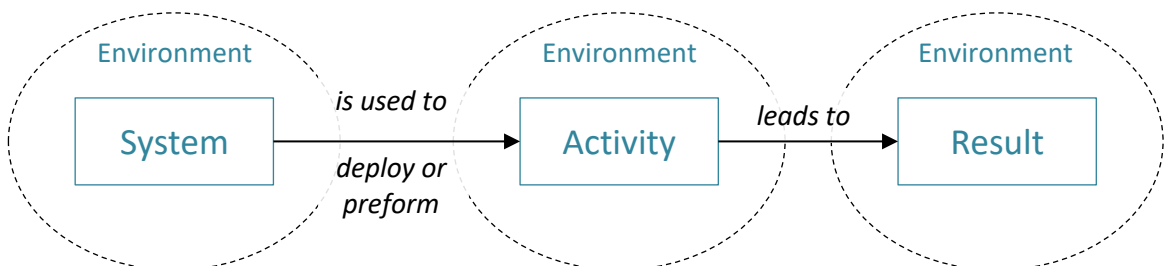 Environment
Environment
Environment
System
is used to
deploy or
preform
Activity
leads to
Result